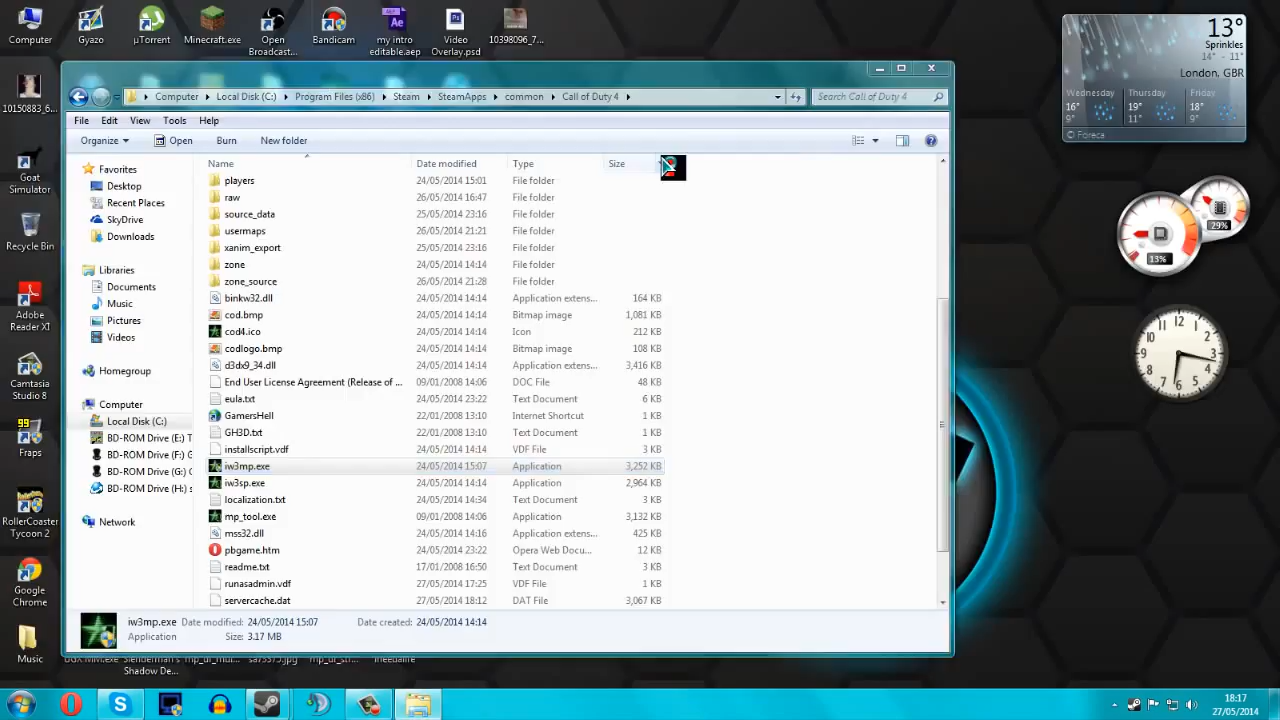 Computer
Gyazo
µTorrent
Minecraft.exe
Open
Broadcast...
Bandicam
my intro
editable.aep
Video
Overlay.psd
10398096_7...
10150883_6...
Goat
Simulator
Recycle Bin
Adobe
Reader XI
Camtasia
Studio 8
99
Fraps
RollerCoaster
Tycoon 2
Google
Chrome
Music
Computer Local Disk (C:) Program Files (x86) Steam SteamApps common Call of Duty 4
Search Call of Duty 4
File Edit View Tools Help
Organize Open Burn New folder
Favorites
Desktop
Recent Places
SkyDrive
Downloads
Libraries
Documents
Music
Pictures
Videos
Homegroup
Computer
Local Disk (C:)
BD-ROM Drive (E:) T
BD-ROM Drive (F:) C
BD-ROM Drive (G:) C
BD-ROM Drive (H:) s
Network
Name Date modified Type Size
players 24/05/2014 15:01 File folder
raw 26/05/2014 16:47 File folder
source_data 25/05/2014 23:16 File folder
usermaps 26/05/2014 21:21 File folder
xanim_export 25/05/2014 23:16 File folder
zone 24/05/2014 14:14 File folder
zone_source 26/05/2014 21:28 File folder
binkw32.dll 24/05/2014 14:14 Application extens... 164 KB
cod.bmp 24/05/2014 14:14 Bitmap image 1,081 KB
cod4.ico 24/05/2014 14:14 Icon 212 KB
codlogo.bmp 24/05/2014 14:14 Bitmap image 108 KB
d3dx9_34.dll 24/05/2014 14:14 Application extens... 3,416 KB
End User License Agreement (Release of ... 09/01/2008 14:06 DOC File 48 KB
eula.txt 24/05/2014 23:22 Text Document 6 KB
GamersHell 22/01/2008 13:10 Internet Shortcut 1 KB
GH3D.txt 22/01/2008 13:10 Text Document 1 KB
installscript.vdf 24/05/2014 14:14 VDF File 3 KB
iw3mp.exe 24/05/2014 15:07 Application 3,252 KB
iw3sp.exe 24/05/2014 14:14 Application 2,964 KB
localization.txt 24/05/2014 14:34 Text Document 3 KB
mp_tool.exe 09/01/2008 14:06 Application 3,132 KB
mss32.dll 24/05/2014 14:16 Application extens... 425 KB
pbgame.htm 24/05/2014 23:22 Opera Web Docu... 12 KB
readme.txt 17/01/2008 16:50 Text Document 3 KB
runasadmin.vdf 27/05/2014 17:25 VDF File 1 KB
servercache.dat 27/05/2014 18:12 DAT File 3,067 KB
iw3mp.exe Date modified: 24/05/2014 15:07 Date created: 24/05/2014 14:14
Application Size: 3.17 MB
Shadow De...
13°
Sprinkles
14° - 11°
London, GBR
Wednesday Thursday Friday
16° 19° 18°
9° 11° 9°
© Foreca
29%
13%
12
11 1
10 2
9 3
8 4
7 5
6
18:17
27/05/2014